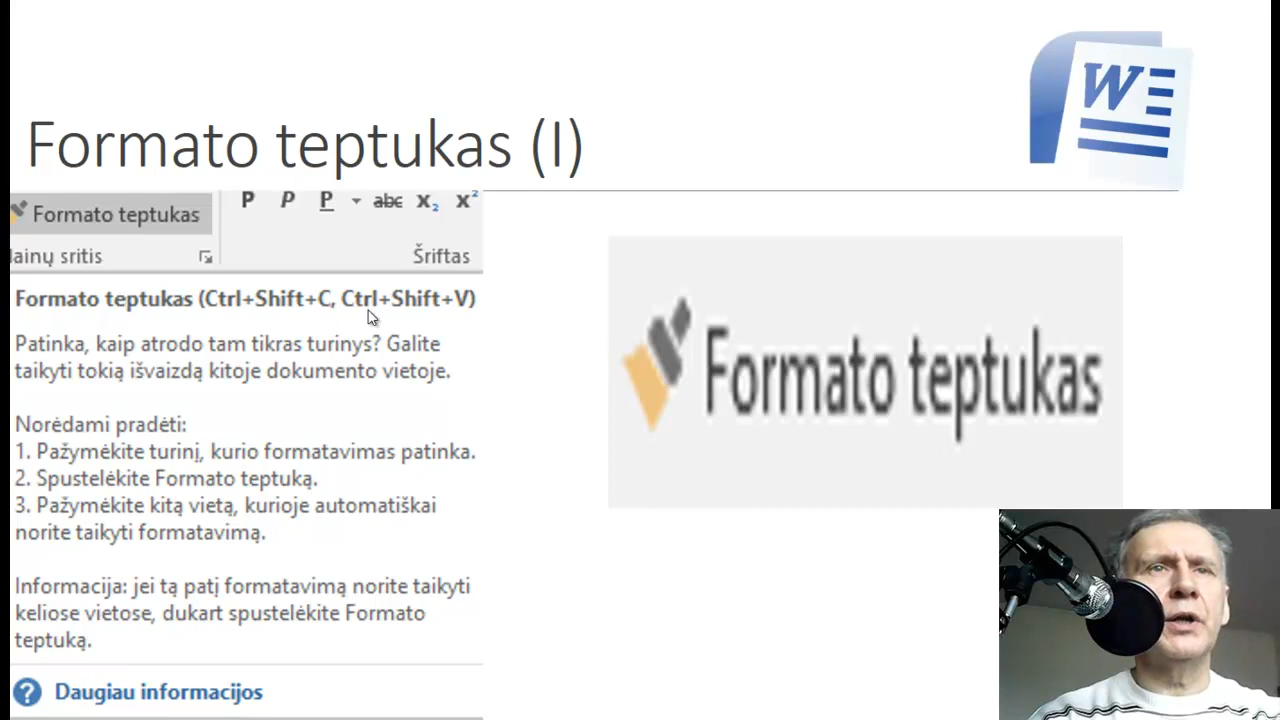 Formato teptukas (I)
W
Formato teptukas
P P P abc X₂ X²
lainų sritis
Šriftas
Formato teptukas (Ctrl+Shift+C, Ctrl+Shift+V)
Patinka, kaip atrodo tam tikras turinys? Galite
taikyti tokią išvaizdą kitoje dokumento vietoje.
Norėdami pradėti:
1. Pažymėkite turinį, kurio formatavimas patinka.
2. Spustelėkite Formato teptuką.
3. Pažymėkite kitą vietą, kurioje automatiškai
norite taikyti formatavimą.
Informacija: jei tą patį formatavimą norite taikyti
keliose vietose, dukart spustelėkite Formato
teptuką.
? Daugiau informacijos
Formato teptukas